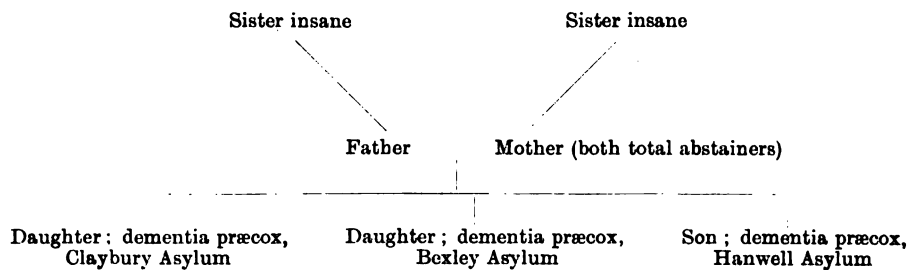 Sister insane Sister insane
Father Mother (both total abstainers)
Daughter ; dementia præcox, Daughter ; dementia præcox, Son ; dementia præcox,
Claybury Asylum Bexley Asylum Hanwell Asylum